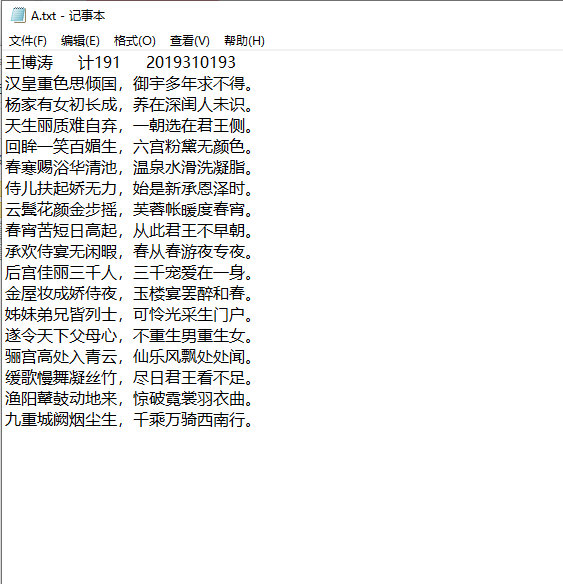 A.txt - 记事本
文件(F) 编辑(E) 格式(O) 查看(V) 帮助(H)
王博涛 计191 2019310193
汉皇重色思倾国，御宇多年求不得。
杨家有女初长成，养在深闺人未识。
天生丽质难自弃，一朝选在君王侧。
回眸一笑百媚生，六宫粉黛无颜色。
春寒赐浴华清池，温泉水滑洗凝脂。
侍儿扶起娇无力，始是新承恩泽时。
云鬓花颜金步摇，芙蓉帐暖度春宵。
春宵苦短日高起，从此君王不早朝。
承欢侍宴无闲暇，春从春游夜专夜。
后宫佳丽三千人，三千宠爱在一身。
金屋妆成娇侍夜，玉楼宴罢醉和春。
姊妹弟兄皆列士，可怜光采生门户。
遂令天下父母心，不重生男重生女。
骊宫高处入青云，仙乐风飘处处闻。
缓歌慢舞凝丝竹，尽日君王看不足。
渔阳鼙鼓动地来，惊破霓裳羽衣曲。
九重城阙烟尘生，千乘万骑西南行。